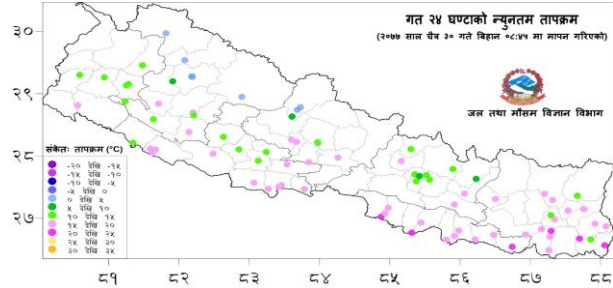 गत २४ घण्टाको न्युनतम तापक्रम
(२०७७ साल चैत्र ३० गते बिहान ०८:४५ मा मापन गरिएको)
जल तथा मौसम विज्ञान विभाग
संकेतः तापक्रम (°C)
-२० देखि -१५
-१५ देखि -१०
-१० देखि -५
-५ देखि ०
० देखि ५
५ देखि १०
१० देखि १५
१५ देखि २०
२० देखि २५
२५ देखि ३०
३० देखि ३५
३०
२९
२८
२७
८१ ८२ ८३ ८४ ८५ ८६ ८७ ८८